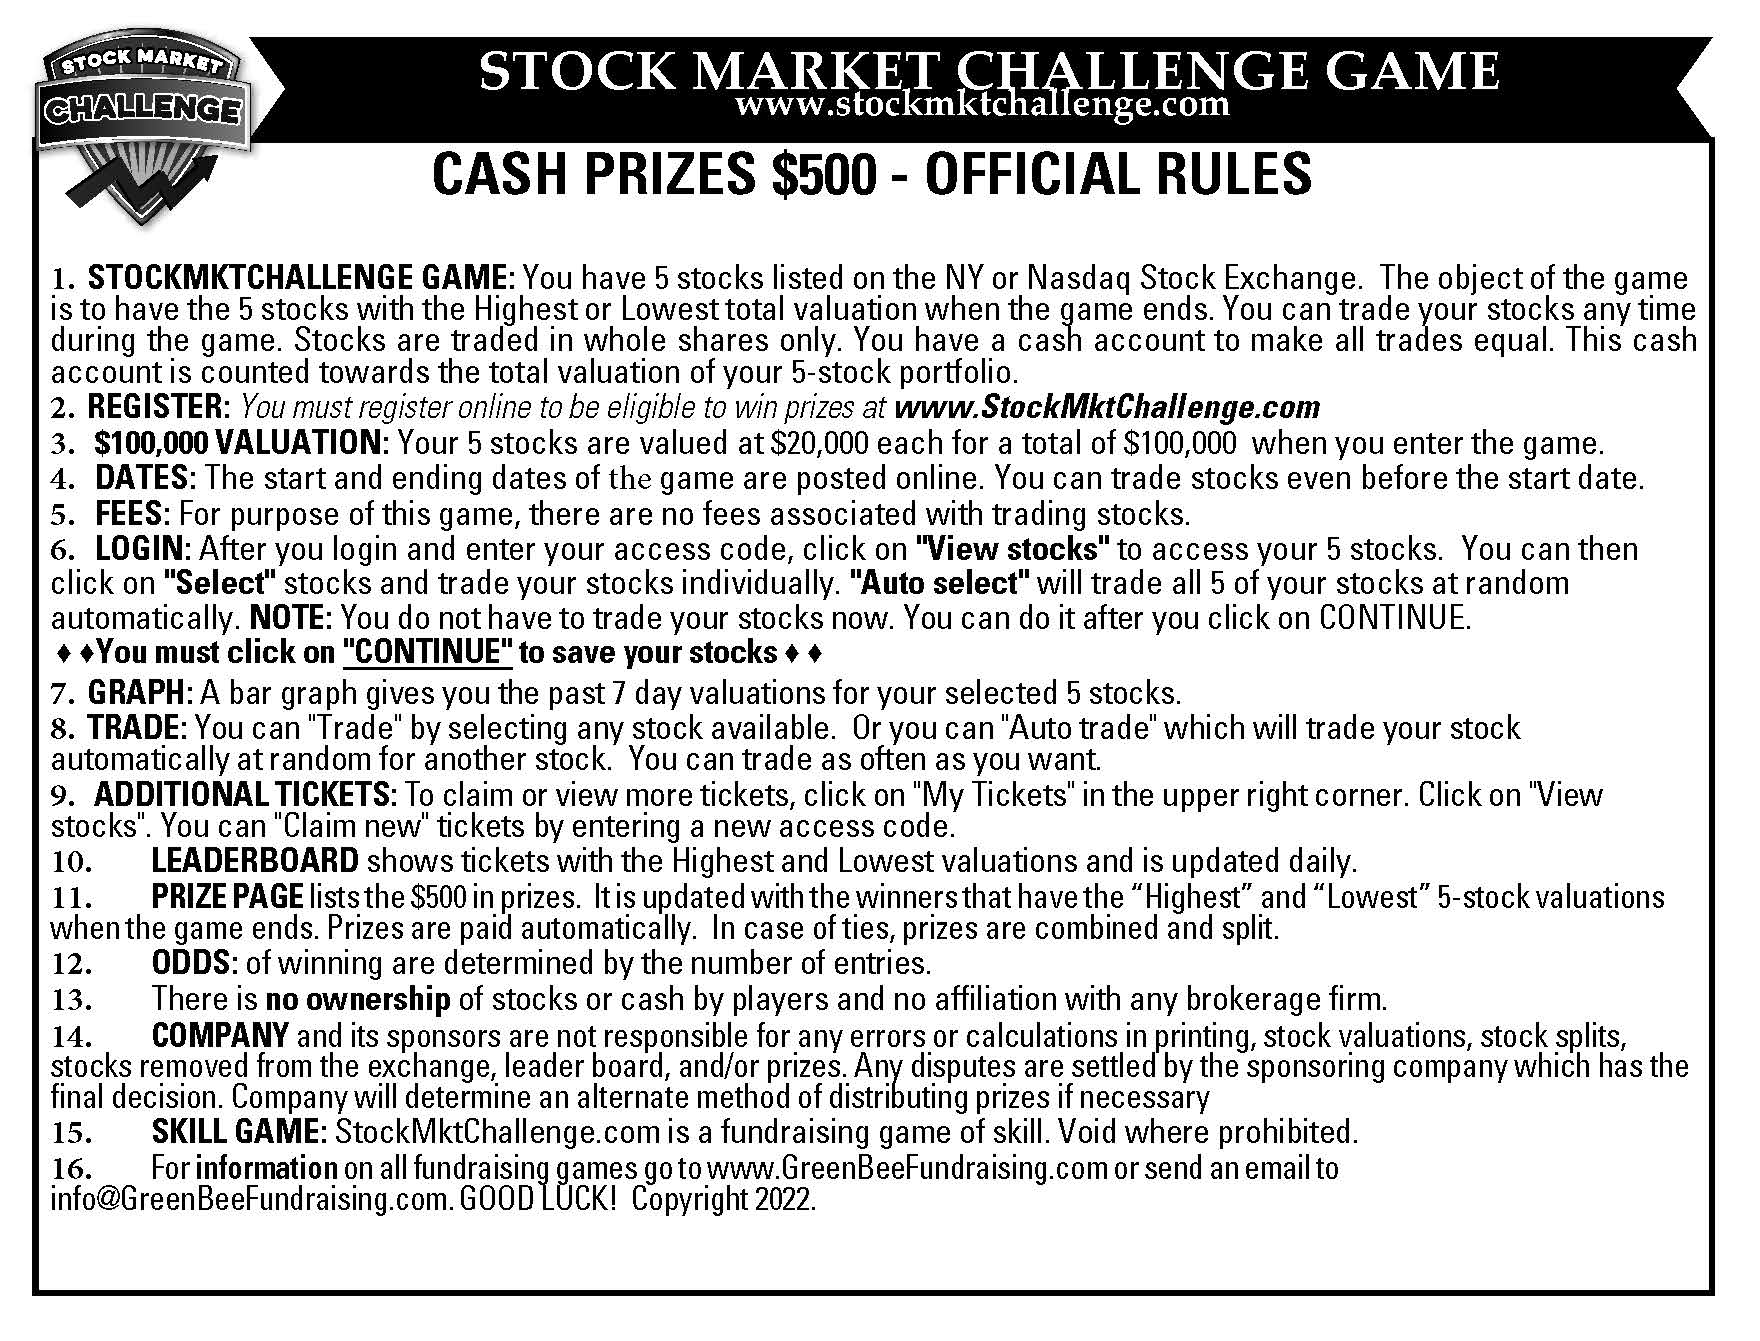 STOCK MARKET
CHALLENGE
STOCK MARKET CHALLENGE GAME
www.stockmktchallenge.com
CASH PRIZES $500 - OFFICIAL RULES
1. STOCKMKTCHALLENGE GAME: You have 5 stocks listed on the NY or Nasdaq Stock Exchange. The object of the game
is to have the 5 stocks with the Highest or Lowest total valuation when the game ends. You can trade your stocks any time
during the game. Stocks are traded in whole shares only. You have a cash account to make all trades equal. This cash
account is counted towards the total valuation of your 5-stock portfolio.
2. REGISTER: You must register online to be eligible to win prizes at www.StockMktChallenge.com
3. $100,000 VALUATION: Your 5 stocks are valued at $20,000 each for a total of $100,000 when you enter the game.
4. DATES: The start and ending dates of the game are posted online. You can trade stocks even before the start date.
5. FEES: For purpose of this game, there are no fees associated with trading stocks.
6. LOGIN: After you login and enter your access code, click on "View stocks" to access your 5 stocks. You can then
click on "Select" stocks and trade your stocks individually. "Auto select" will trade all 5 of your stocks at random
automatically. NOTE: You do not have to trade your stocks now. You can do it after you click on CONTINUE.
♦ ♦You must click on "CONTINUE" to save your stocks ♦ ♦
7. GRAPH: A bar graph gives you the past 7 day valuations for your selected 5 stocks.
8. TRADE: You can "Trade" by selecting any stock available. Or you can "Auto trade" which will trade your stock
automatically at random for another stock. You can trade as often as you want.
9. ADDITIONAL TICKETS: To claim or view more tickets, click on "My Tickets" in the upper right corner. Click on "View
stocks". You can "Claim new" tickets by entering a new access code.
10. LEADERBOARD shows tickets with the Highest and Lowest valuations and is updated daily.
11. PRIZE PAGE lists the $500 in prizes. It is updated with the winners that have the “Highest” and “Lowest” 5-stock valuations
when the game ends. Prizes are paid automatically. In case of ties, prizes are combined and split.
12. ODDS: of winning are determined by the number of entries.
13. There is no ownership of stocks or cash by players and no affiliation with any brokerage firm.
14. COMPANY and its sponsors are not responsible for any errors or calculations in printing, stock valuations, stock splits,
stocks removed from the exchange, leader board, and/or prizes. Any disputes are settled by the sponsoring company which has the
final decision. Company will determine an alternate method of distributing prizes if necessary
15. SKILL GAME: StockMktChallenge.com is a fundraising game of skill. Void where prohibited.
16. For information on all fundraising games go to www.GreenBeeFundraising.com or send an email to
info@GreenBeeFundraising.com. GOOD LUCK! Copyright 2022.